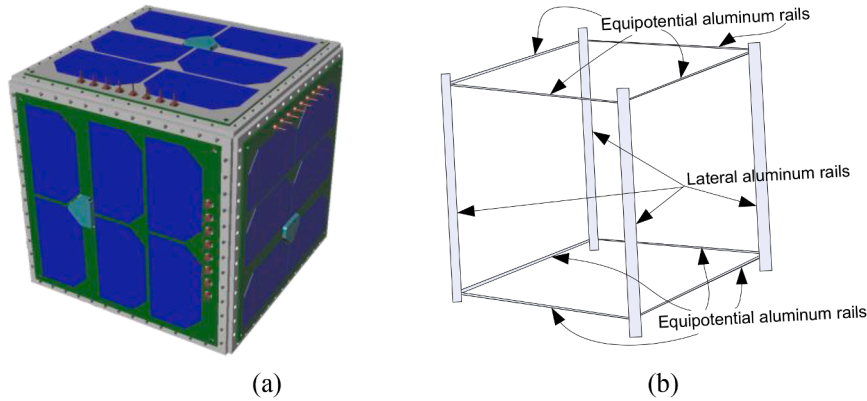 Equipotential aluminum rails
Lateral aluminum rails
Equipotential aluminum rails
(a)
(b)